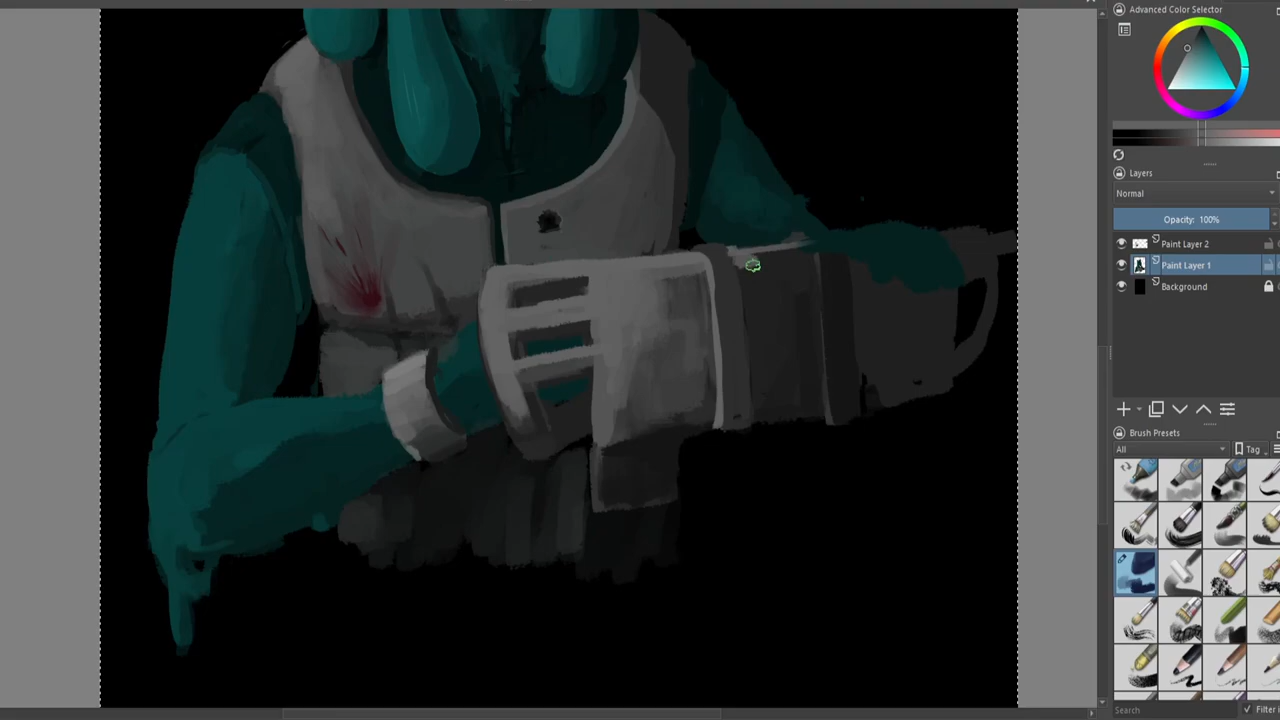 Advanced Color Selector
Layers
Normal
Opacity: 100%
Paint Layer 2
Paint Layer 1
Background
Brush Presets
All
Tag
Search
Filter